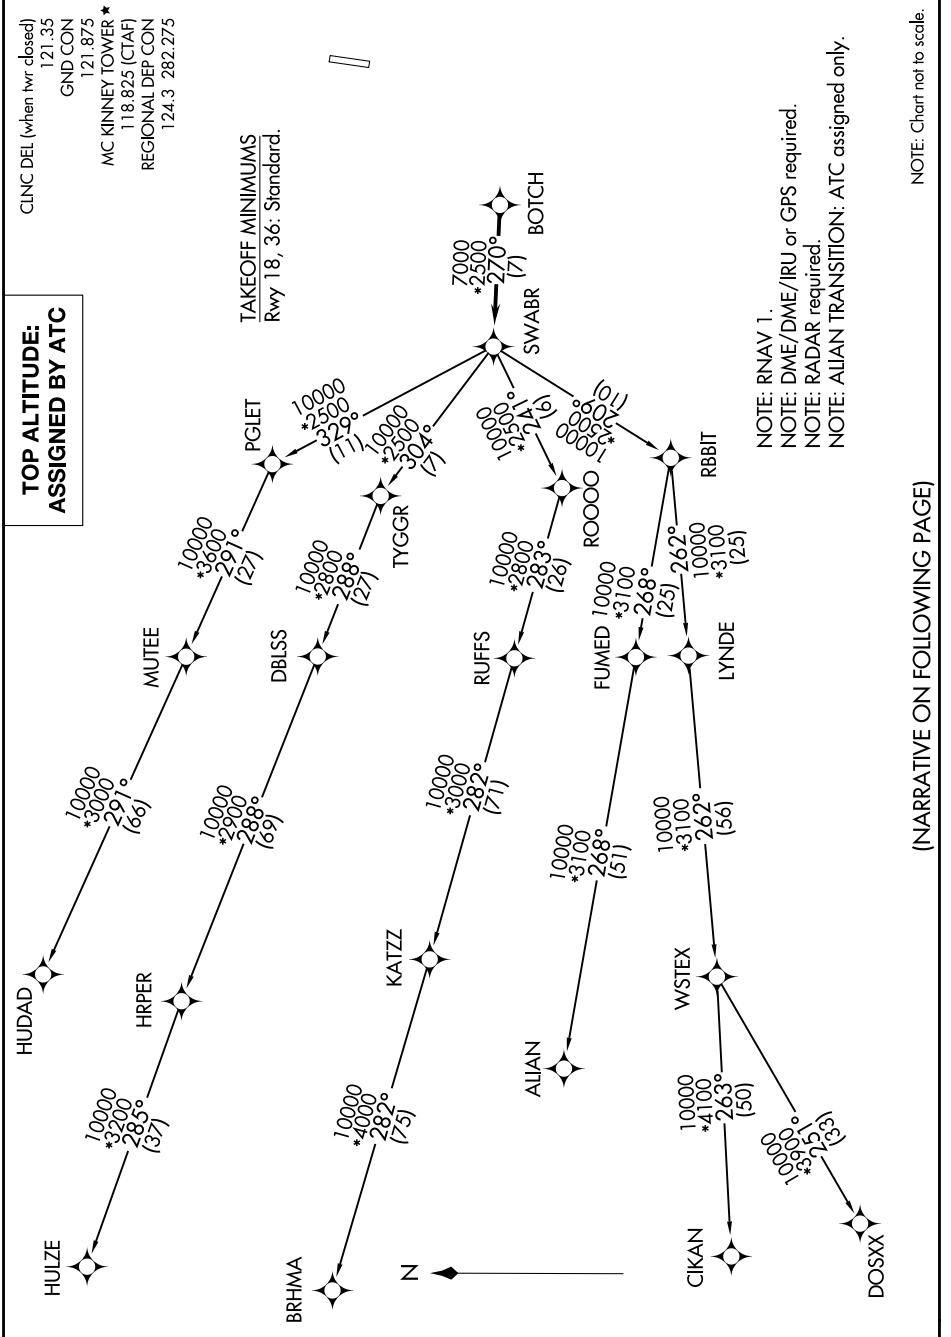 TOP ALTITUDE:
ASSIGNED BY ATC
CLNC DEL (when twr closed)
121.35
GND CON
121.875
MC KINNEY TOWER ★
118.825 (CTAF)
REGIONAL DEP CON
124.3 282.275
TAKEOFF MINIMUMS
Rwy 18, 36: Standard.
HUDAD
10000
*3000
291°
(66)
MUTEE
10000
*3600
291°
(27)
PGLET
10000
*2500
329°
(11)
HULZE
10000
*3200
285°
(37)
HRPER
10000
*2900
288°
(69)
DBLSS
10000
*2800
288°
(27)
TYGGR
10000
*2500
304°
(7)
SWABR
7000
*2500
270°
(7)
BOTCH
BRHMA
10000
*4000
282°
(75)
KATZZ
10000
*3000
282°
(71)
RUFFS
10000
*2800
283°
(26)
ROOOO
10000
*2500
241°
(6)
ALIAN
10000
*3100
268°
(51)
FUMED
10000
*3100
268°
(25)
RBBIT
10000
*2500
209°
(10)
262°
10000
*3100
(25)
LYNDE
10000
*3100
262°
(56)
WSTEX
10000
*4100
263°
(50)
CIKAN
10000
*3900
251°
(33)
DOSXX
N
NOTE: RNAV 1.
NOTE: DME/DME/IRU or GPS required.
NOTE: RADAR required.
NOTE: ALIAN TRANSITION: ATC assigned only.
(NARRATIVE ON FOLLOWING PAGE)
NOTE: Chart not to scale.